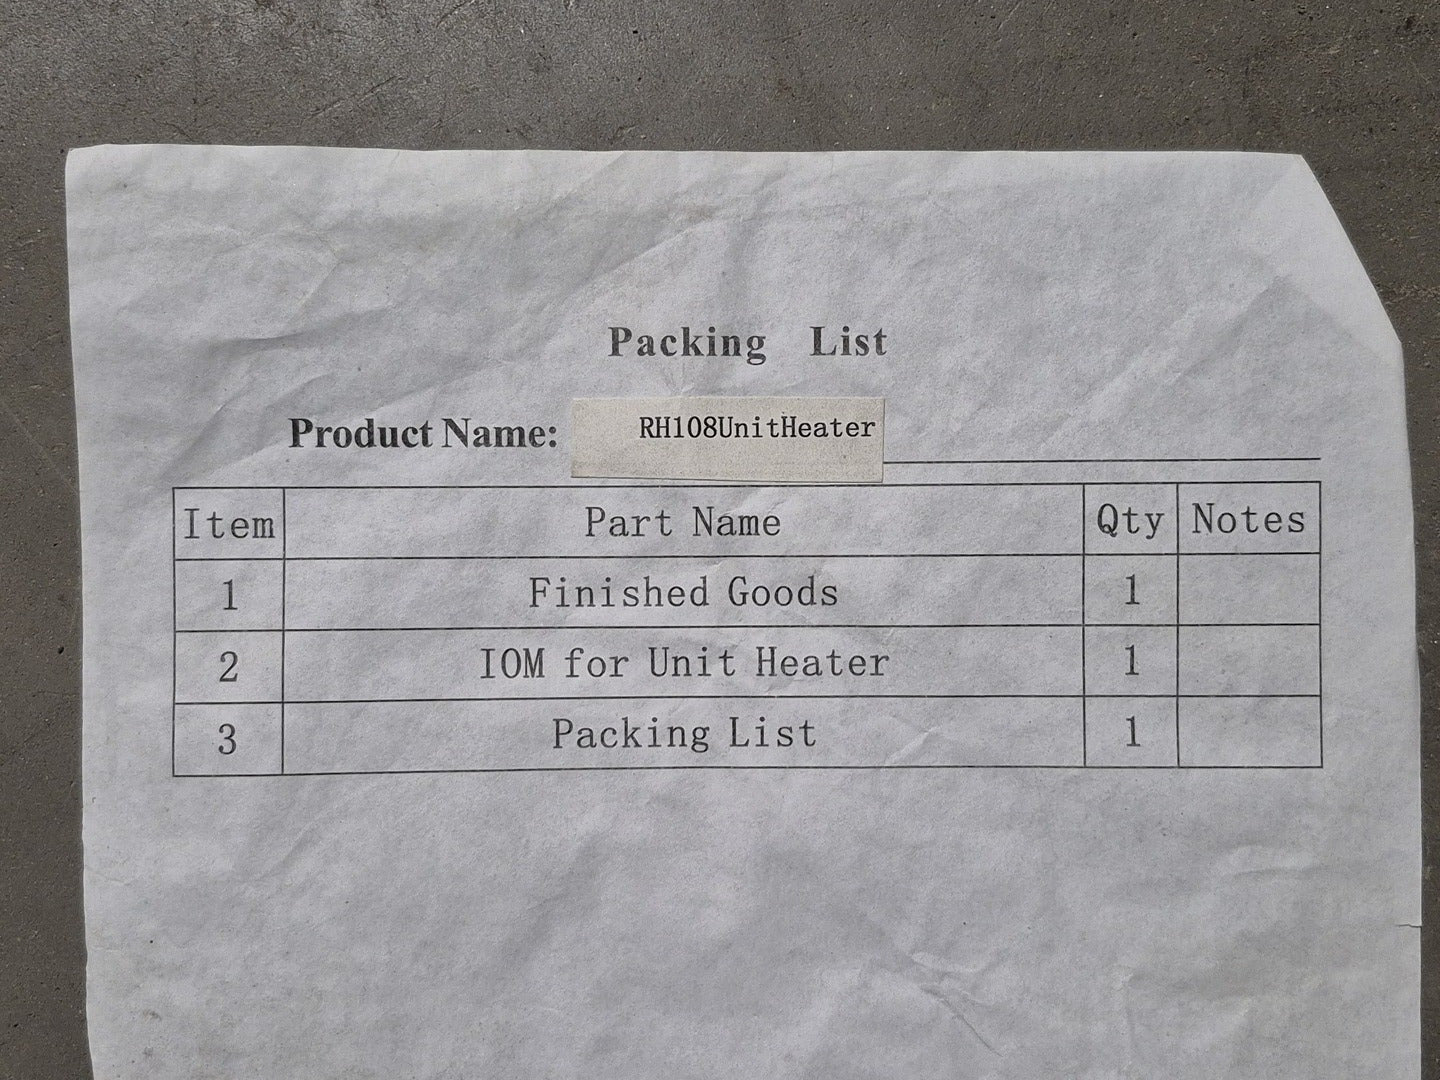 Packing List
Product Name: RH108UnitHeater
Item Part Name Qty Notes
1 Finished Goods 1
2 IOM for Unit Heater 1
3 Packing List 1